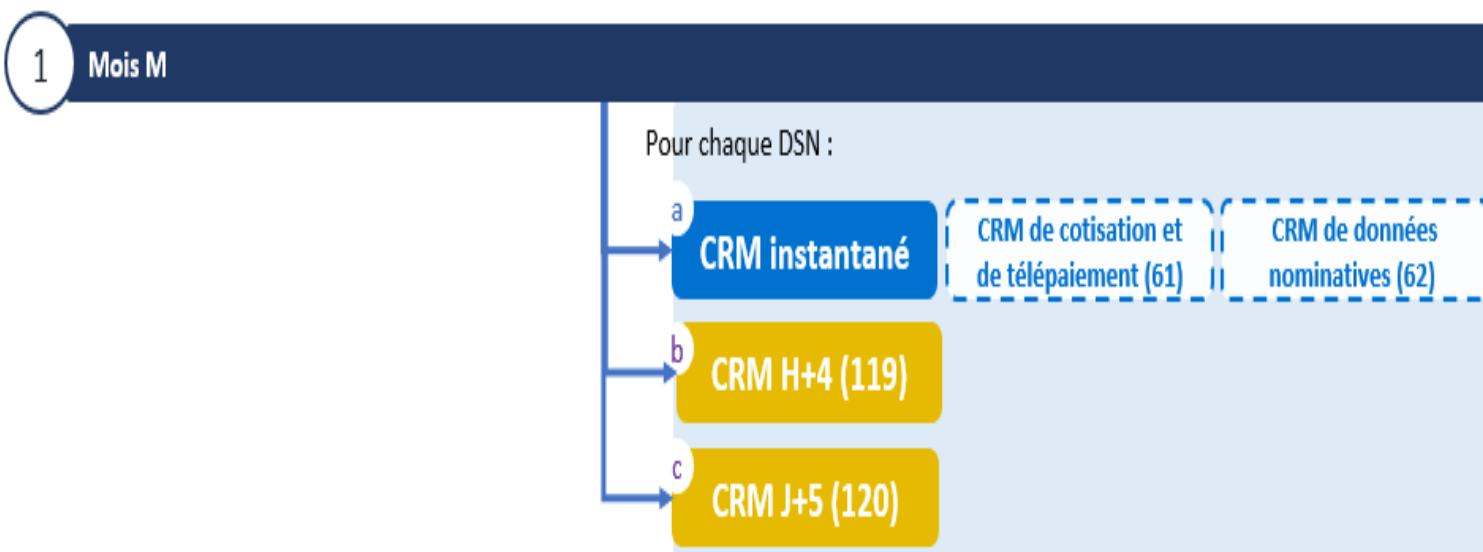 1
Mois M
Pour chaque DSN :
a
CRM instantané
CRM de cotisation et
de télépaiement (61)
CRM de données
nominatives (62)
b
CRM H+4 (119)
c
CRM J+5 (120)